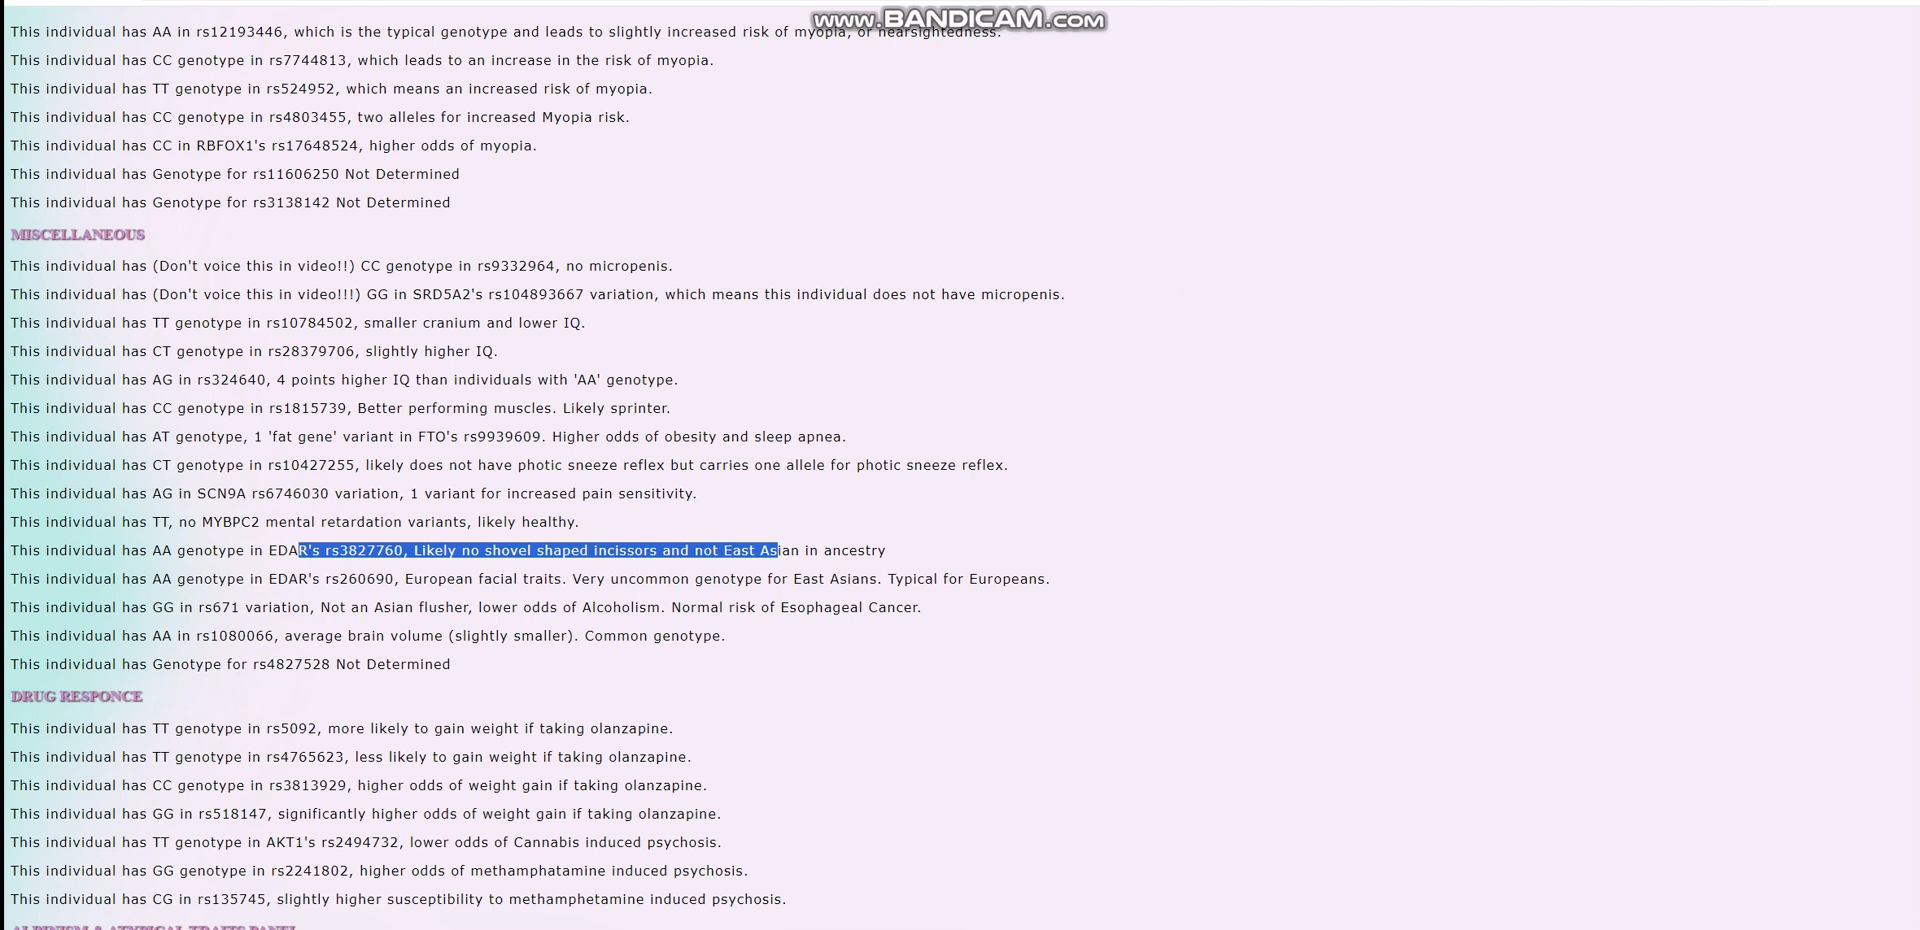 www.BANDICAM.com
This individual has AA in rs12193446, which is the typical genotype and leads to slightly increased risk of myopia, or nearsightedness.
This individual has CC genotype in rs7744813, which leads to an increase in the risk of myopia.
This individual has TT genotype in rs524952, which means an increased risk of myopia.
This individual has CC genotype in rs4803455, two alleles for increased Myopia risk.
This individual has CC in RBFOX1's rs17648524, higher odds of myopia.
This individual has Genotype for rs11606250 Not Determined
This individual has Genotype for rs3138142 Not Determined
MISCELLANEOUS
This individual has (Don't voice this in video!!) CC genotype in rs9332964, no micropenis.
This individual has (Don't voice this in video!!!) GG in SRD5A2's rs104893667 variation, which means this individual does not have micropenis.
This individual has TT genotype in rs10784502, smaller cranium and lower IQ.
This individual has CT genotype in rs28379706, slightly higher IQ.
This individual has AG in rs324640, 4 points higher IQ than individuals with 'AA' genotype.
This individual has CC genotype in rs1815739, Better performing muscles. Likely sprinter.
This individual has AT genotype, 1 'fat gene' variant in FTO's rs9939609. Higher odds of obesity and sleep apnea.
This individual has CT genotype in rs10427255, likely does not have photic sneeze reflex but carries one allele for photic sneeze reflex.
This individual has AG in SCN9A rs6746030 variation, 1 variant for increased pain sensitivity.
This individual has TT, no MYBPC2 mental retardation variants, likely healthy.
This individual has AA genotype in EDAR's rs3827760, Likely no shovel shaped incissors and not East Asian in ancestry
This individual has AA genotype in EDAR's rs260690, European facial traits. Very uncommon genotype for East Asians. Typical for Europeans.
This individual has GG in rs671 variation, Not an Asian flusher, lower odds of Alcoholism. Normal risk of Esophageal Cancer.
This individual has AA in rs1080066, average brain volume (slightly smaller). Common genotype.
This individual has Genotype for rs4827528 Not Determined
DRUG RESPONCE
This individual has TT genotype in rs5092, more likely to gain weight if taking olanzapine.
This individual has TT genotype in rs4765623, less likely to gain weight if taking olanzapine.
This individual has CC genotype in rs3813929, higher odds of weight gain if taking olanzapine.
This individual has GG in rs518147, significantly higher odds of weight gain if taking olanzapine.
This individual has TT genotype in AKT1's rs2494732, lower odds of Cannabis induced psychosis.
This individual has GG genotype in rs2241802, higher odds of methamphatamine induced psychosis.
This individual has CG in rs135745, slightly higher susceptibility to methamphetamine induced psychosis.
ALBINISM & ATYPICAL TRAITS PANEL